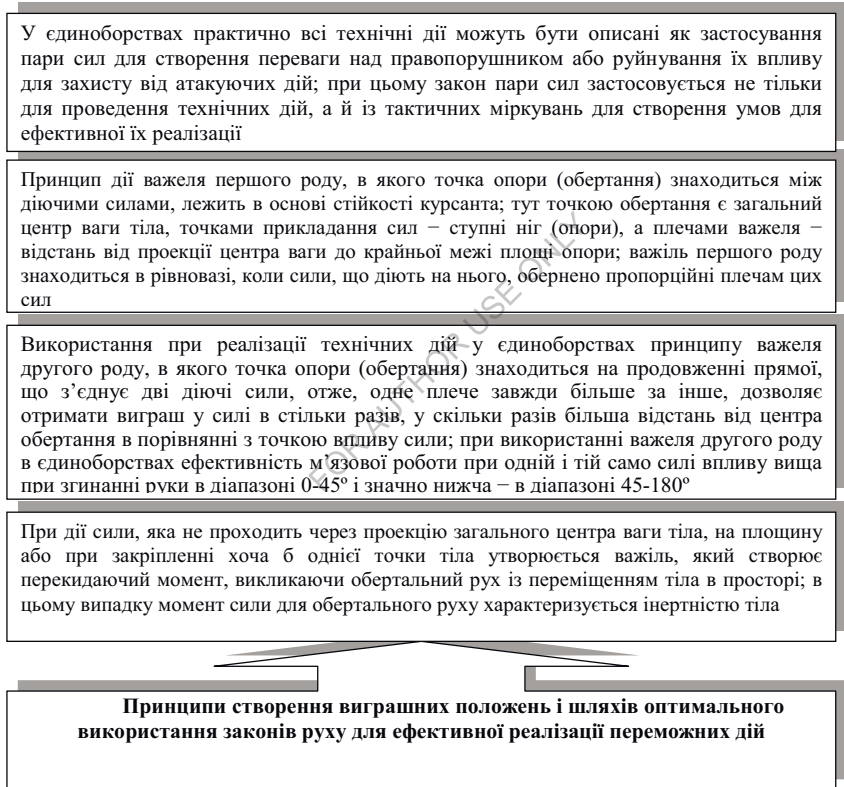 У єдиноборствах практично всі технічні дії можуть бути описані як застосування
пари сил для створення переваги над правопорушником або руйнування їх впливу
для захисту від атакуючих дій; при цьому закон пари сил застосовується не тільки
для проведення технічних дій, а й із тактичних міркувань для створення умов для
ефективної їх реалізації
Принцип дії важеля першого роду, в якого точка опори (обертання) знаходиться між
діючими силами, лежить в основі стійкості курсанта; тут точкою обертання є загальний
центр ваги тіла, точками прикладання сил − ступні ніг (опори), а плечами важеля −
відстань від проекції центра ваги до крайньої межі площі опори; важіль першого роду
знаходиться в рівновазі, коли сили, що діють на нього, обернено пропорційні плечам цих
сил
Використання при реалізації технічних дій у єдиноборствах принципу важеля
другого роду, в якого точка опори (обертання) знаходиться на продовженні прямої,
що з’єднує дві діючі сили, отже, одне плече завжди більше за інше, дозволяє
отримати виграш у силі в стільки разів, у скільки разів більша відстань від центра
обертання в порівнянні з точкою впливу сили; при використанні важеля другого роду
в єдиноборствах ефективність м’язової роботи при одній і тій само силі впливу вища
при згинанні руки в діапазоні 0-45º і значно нижча − в діапазоні 45-180º
При дії сили, яка не проходить через проекцію загального центра ваги тіла, на площину
або при закріпленні хоча б однієї точки тіла утворюється важіль, який створює
перекидаючий момент, викликаючи обертальний рух із переміщенням тіла в просторі; в
цьому випадку момент сили для обертального руху характеризується інертністю тіла
Принципи створення виграшних положень і шляхів оптимального
використання законів руху для ефективної реалізації переможних дій
FOR AUTHOR USE ONLY